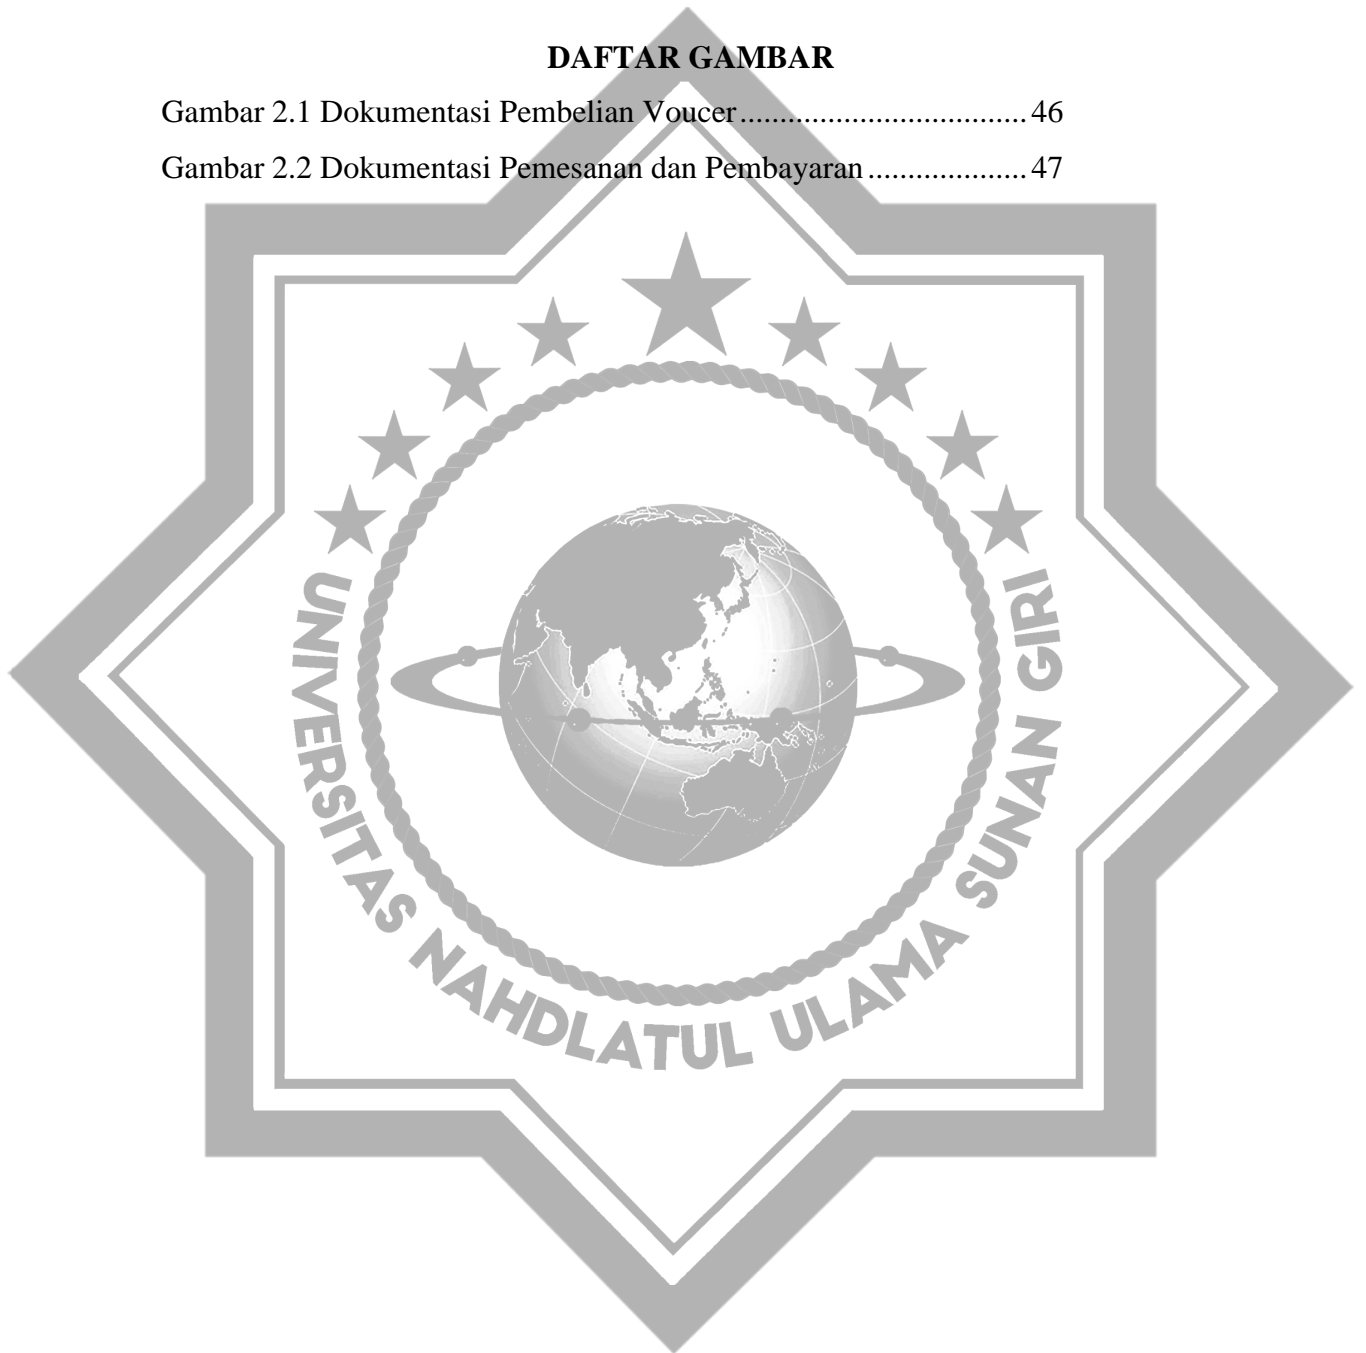 DAFTAR GAMBAR
Gambar 2.1 Dokumentasi Pembelian Voucer.................................... 46
Gambar 2.2 Dokumentasi Pemesanan dan Pembayaran.................... 47
UNIVERSITAS NAHDLATUL ULAMA SUNAN GIRI